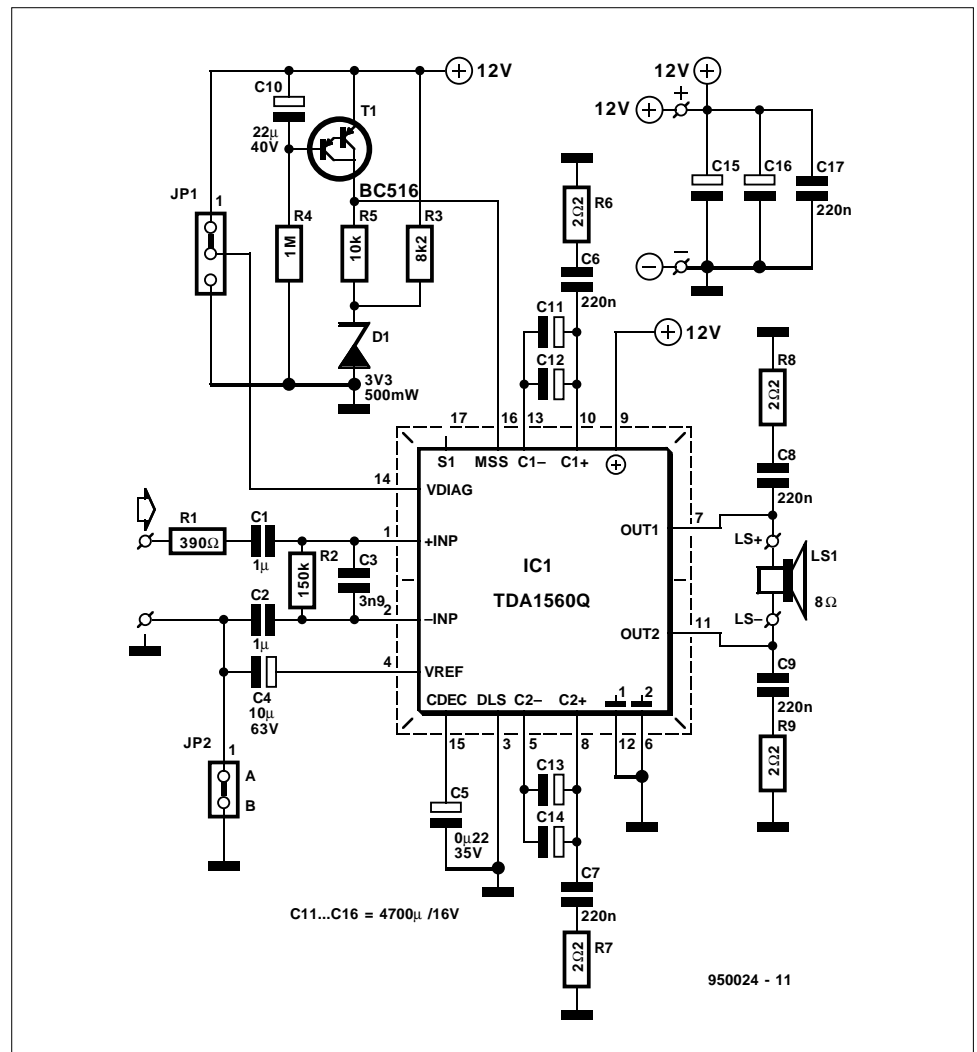 12V
C10
T1
22µ
40V
BC516
JP1
1
R4
1M
R5
10k
R3
8k2
D1
3V3
500mW
R6
2Ω2
C6
220n
C11
C12
12V
12V
12V
+
–
C15
C16
C17
220n
R8
2Ω2
C8
220n
17
16
13
10
9
S1
MSS
C1–
C1+
14
VDIAG
R1
390Ω
C1
1µ
R2
150k
C3
3n9
1
+INP
C2
1µ
2
–INP
IC1
TDA1560Q
OUT1
7
LS+
LS1
8Ω
LS–
OUT2
11
C4
10µ
63V
4
VREF
CDEC
DLS
C2–
C2+
1
2
15
3
5
8
12
6
C9
220n
R9
2Ω2
JP2
1
A
B
C5
0µ22
35V
C13
C14
C7
220n
R7
2Ω2
C11...C16 = 4700µ /16V
950024 - 11